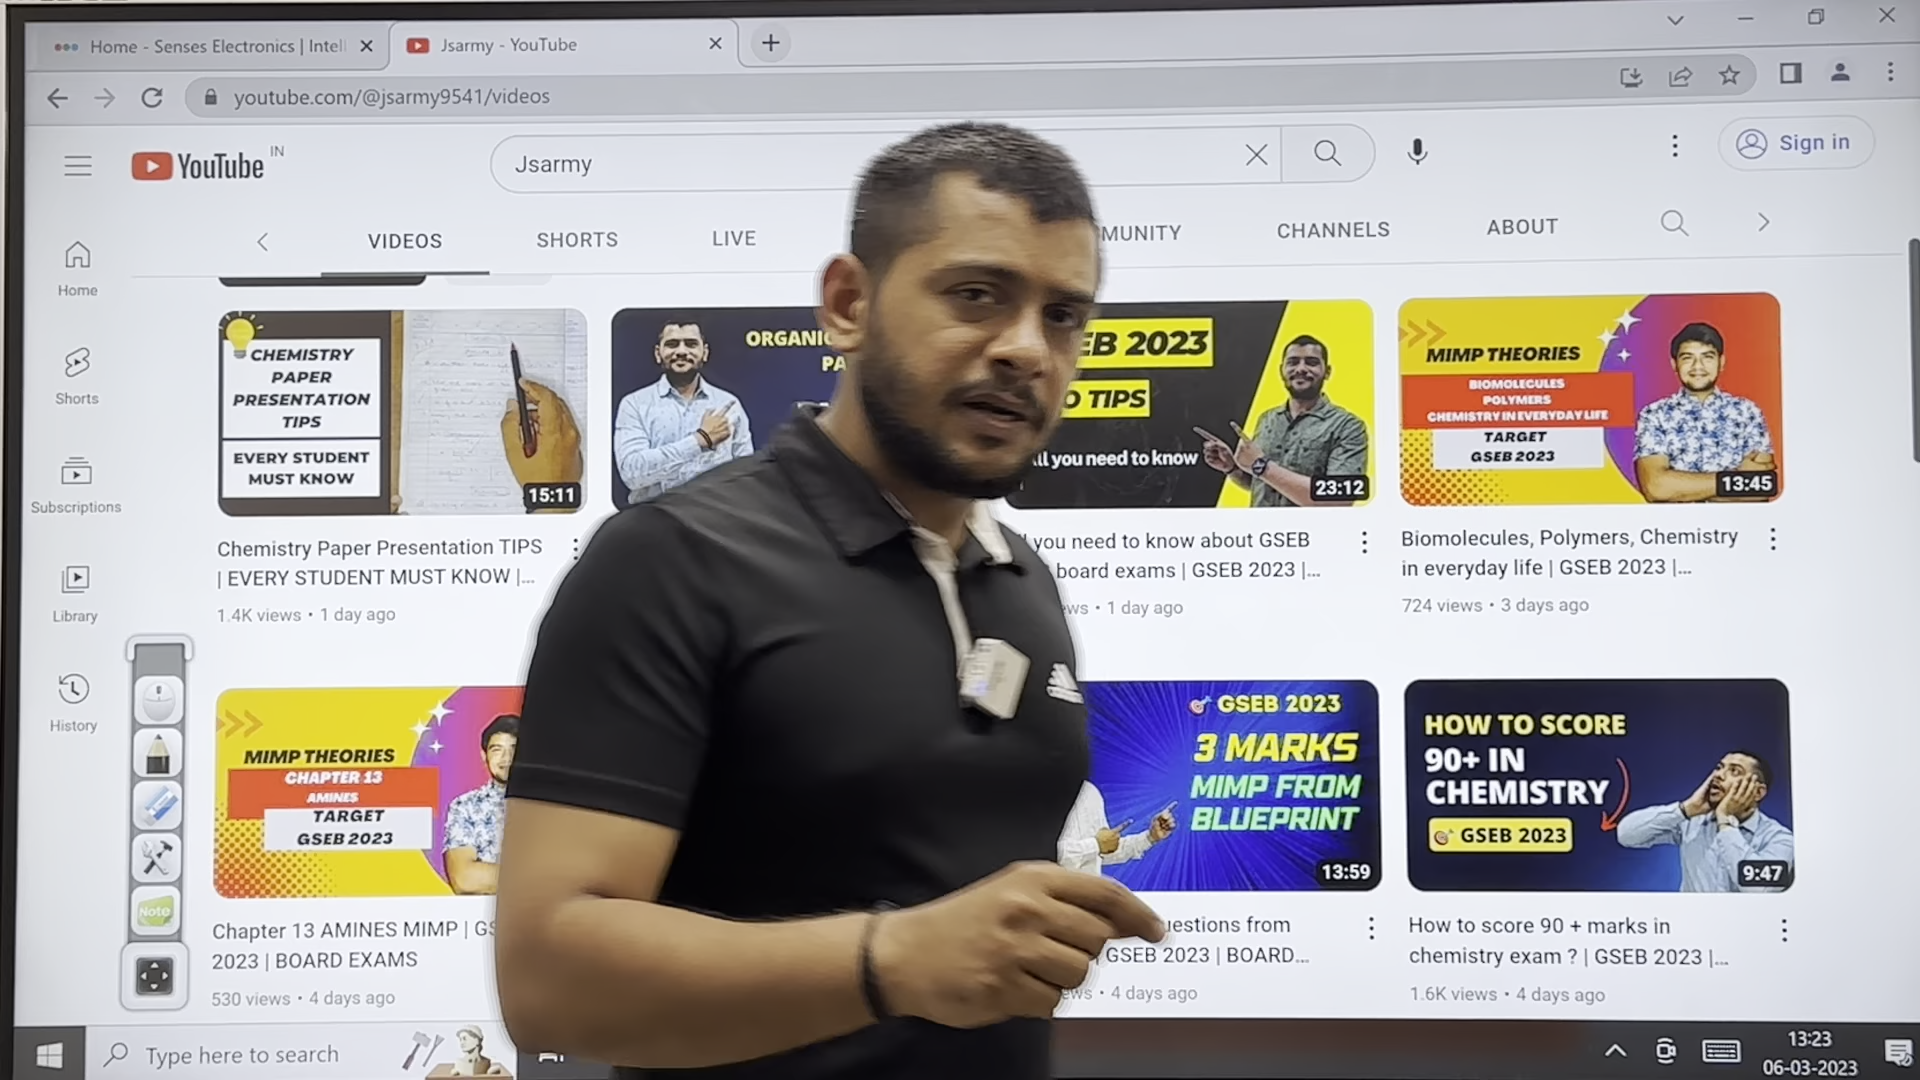 Home - Senses Electronics | Intel
Jsarmy - YouTube
youtube.com/@jsarmy9541/videos
YouTube IN
Jsarmy
Sign in
VIDEOS
SHORTS
LIVE
MUNITY
CHANNELS
ABOUT
Home
Shorts
Subscriptions
Library
History
CHEMISTRY
PAPER
PRESENTATION
TIPS
EVERY STUDENT
MUST KNOW
15:11
Chemistry Paper Presentation TIPS
| EVERY STUDENT MUST KNOW |...
1.4K views • 1 day ago
ORGANIC
PA
EB 2023
O TIPS
ll you need to know
23:12
you need to know about GSEB
board exams | GSEB 2023 |...
ews • 1 day ago
MIMP THEORIES
BIOMOLECULES
POLYMERS
CHEMISTRY IN EVERYDAY LIFE
TARGET
GSEB 2023
13:45
Biomolecules, Polymers, Chemistry
in everyday life | GSEB 2023 |...
724 views • 3 days ago
MIMP THEORIES
CHAPTER 13
AMINES
TARGET
GSEB 2023
Chapter 13 AMINES MIMP | GS
2023 | BOARD EXAMS
530 views • 4 days ago
GSEB 2023
3 MARKS
MIMP FROM
BLUEPRINT
13:59
uestions from
GSEB 2023 | BOARD...
ews • 4 days ago
HOW TO SCORE
90+ IN
CHEMISTRY
GSEB 2023
9:47
How to score 90 + marks in
chemistry exam ? | GSEB 2023 |...
1.6K views • 4 days ago
Note
Type here to search
13:23
06-03-2023